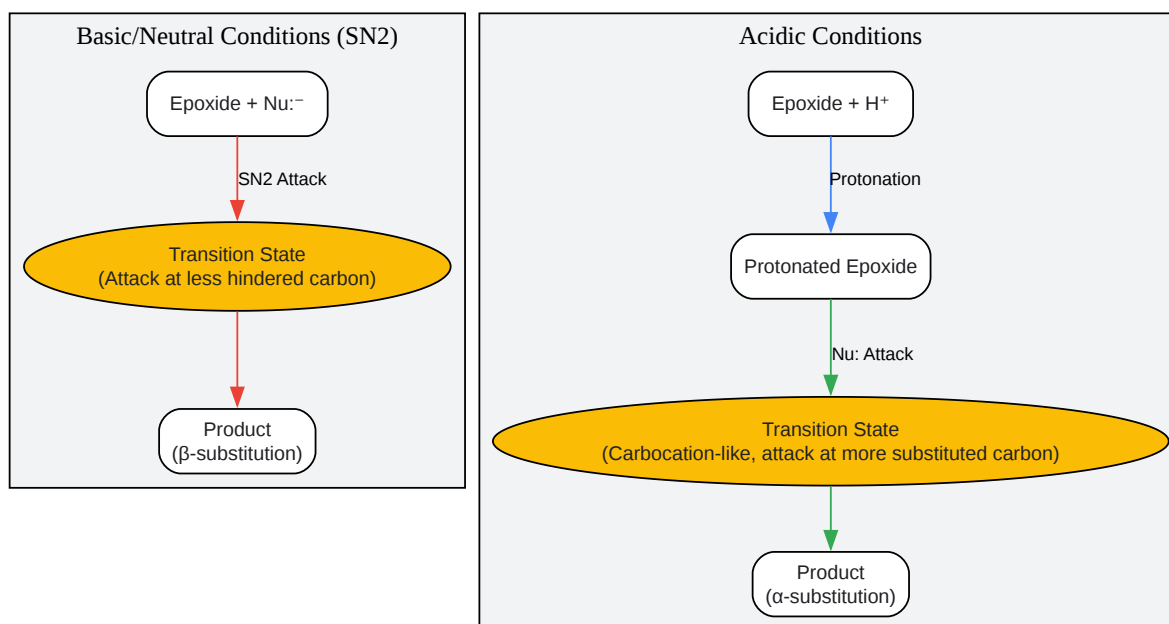 Basic/Neutral Conditions (SN2)
Epoxide + Nu:⁻
SN2 Attack
Transition State
(Attack at less hindered carbon)
Product
(β-substitution)
Acidic Conditions
Epoxide + H⁺
Protonation
Protonated Epoxide
Nu: Attack
Transition State
(Carbocation-like, attack at more substituted carbon)
Product
(α-substitution)